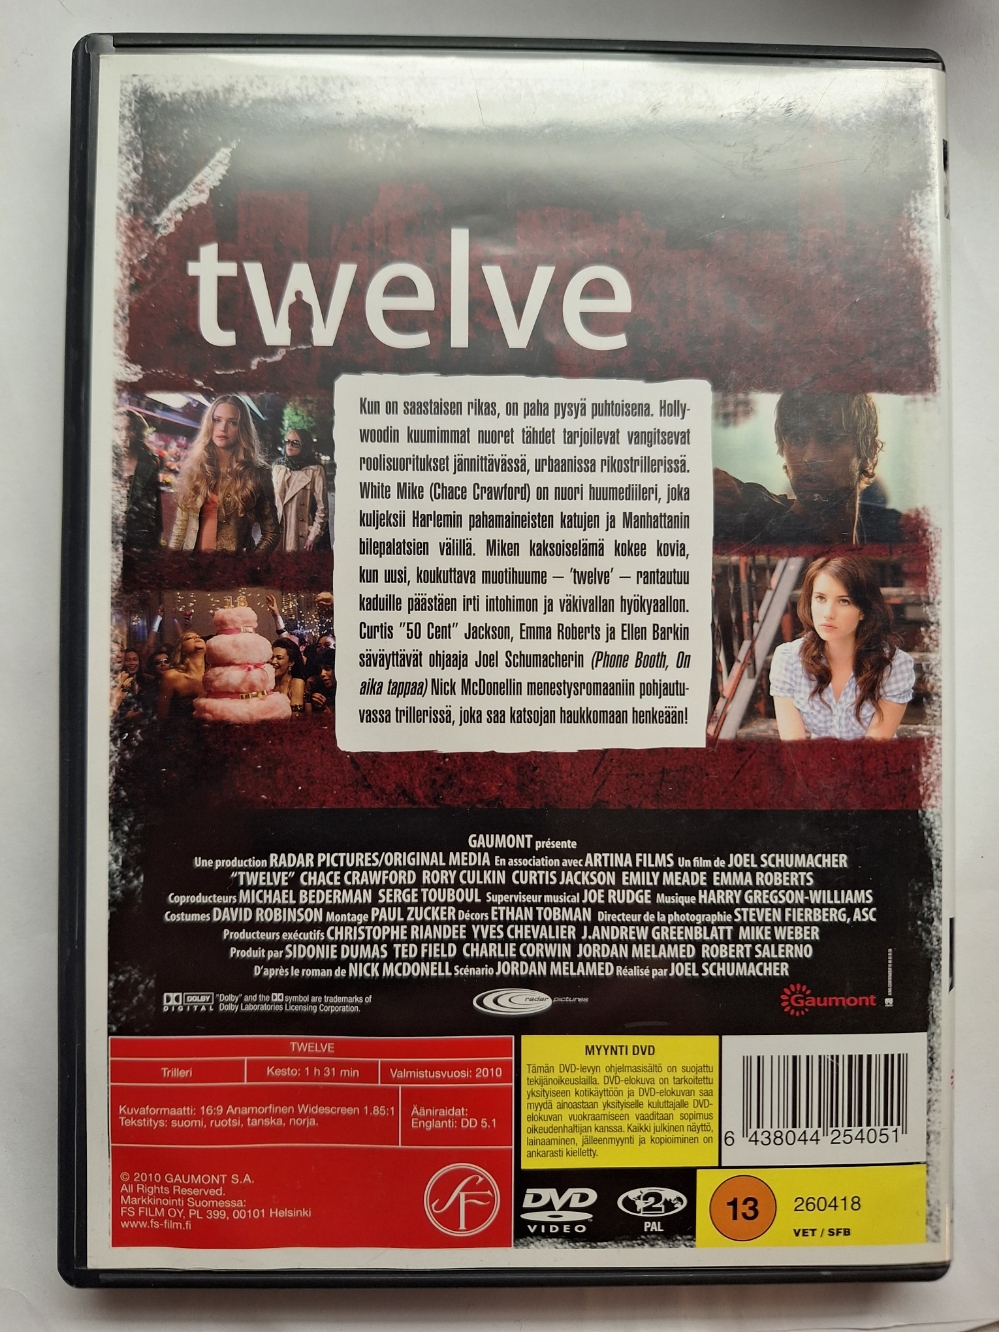 twelve
Kun on saastaisen rikas, on paha pysyä puhtoisena. Holly-
woodin kuumimmat nuoret tähdet tarjoilevat vangitsevat
roolisuoritukset jännittävässä, urbaanissa rikostrillerissä.
White Mike (Chace Crawford) on nuori huumediileri, joka
kuljeksii Harlemin pahamaineisten katujen ja Manhattanin
bilepalatsien välillä. Miken kaksoiselämä kokee kovia,
kun uusi, koukuttava muotihuume – 'twelve' – rantautuu
kaduille päästäen irti intohimon ja väkivallan hyökyaallon.
Curtis "50 Cent" Jackson, Emma Roberts ja Ellen Barkin
säväyttävät ohjaaja Joel Schumacherin (Phone Booth, On
aika tappaa) Nick McDonellin menestysromaaniin pohjautu-
vassa trillerissä, joka saa katsojan haukkomaan henkeään!
GAUMONT présente
Une production RADAR PICTURES/ORIGINAL MEDIA En association avec ARTINA FILMS Un film de JOEL SCHUMACHER
"TWELVE" CHACE CRAWFORD RORY CULKIN CURTIS JACKSON EMILY MEADE EMMA ROBERTS
Coproducteurs MICHAEL BEDERMAN SERGE TOUBOUL Superviseur musical JOE RUDGE Musique HARRY GREGSON-WILLIAMS
Costumes DAVID ROBINSON Montage PAUL ZUCKER Décors ETHAN TOBMAN Directeur de la photographie STEVEN FIERBERG, ASC
Producteurs exécutifs CHRISTOPHE RIANDEE YVES CHEVALIER J.ANDREW GREENBLATT MIKE WEBER
Produit par SIDONIE DUMAS TED FIELD CHARLIE CORWIN JORDAN MELAMED ROBERT SALERNO
D'après le roman de NICK MCDONELL Scénario JORDAN MELAMED Réalisé par JOEL SCHUMACHER
DOLBY DIGITAL
"Dolby" and the DD symbol are trademarks of
Dolby Laboratories Licensing Corporation.
radar pictures
Gaumont
TWELVE
Trilleri Kesto: 1 h 31 min Valmistusvuosi: 2010
Kuvaformaatti: 16:9 Anamorfinen Widescreen 1.85:1
Tekstitys: suomi, ruotsi, tanska, norja.
Ääniraidat:
Englanti: DD 5.1
© 2010 GAUMONT S.A.
All Rights Reserved.
Markkinointi Suomessa:
FS FILM OY, PL 399, 00101 Helsinki
www.fs-film.fi
SF
MYYNTI DVD
Tämän DVD-levyn ohjelmasisältö on suojattu
tekijänoikeuslailla. DVD-elokuva on tarkoitettu
yksityiseen kotikäyttöön ja DVD-elokuvan saa
myydä ainoastaan yksityiselle kuluttajalle DVD-
elokuvan vuokraamiseen vaaditaan sopimus
oikeudenhaltijan kanssa. Kaikki julkinen näyttö,
lainaaminen, jälleenmyynti ja kopioiminen on
ankarasti kielletty.
6 438044 254051
DVD
VIDEO
2
PAL
13
260418
VET / SFB